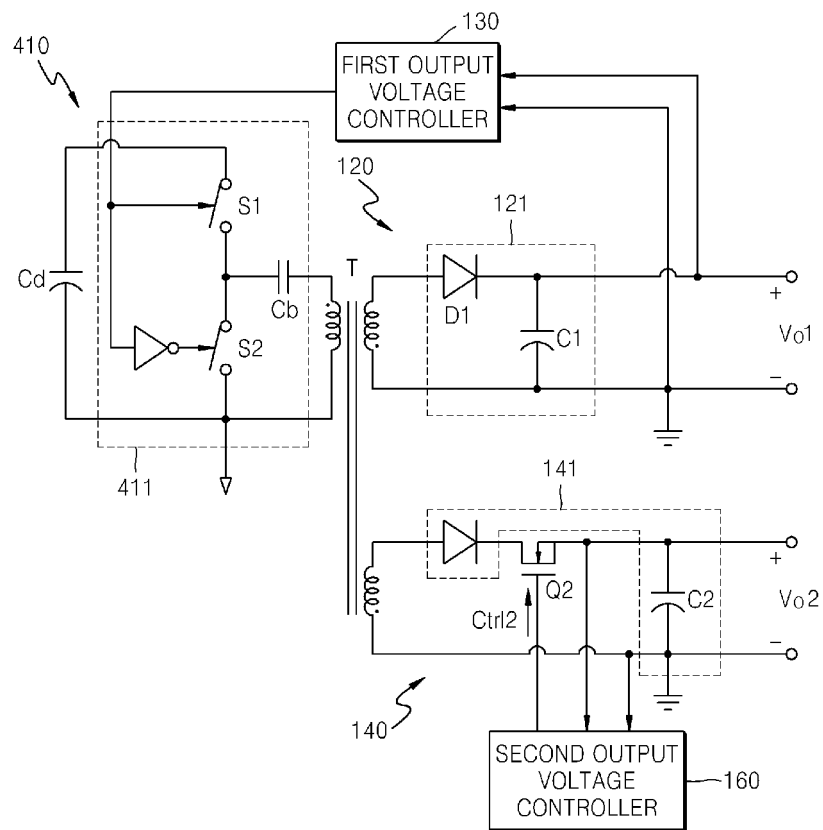 130
410
FIRST OUTPUT
VOLTAGE
CONTROLLER
120
121
S1
T
Cd
Cb
D1
C1
+
Vo1
−
S2
411
141
Q2
C2
+
Vo2
−
Ctrl2
140
SECOND OUTPUT
VOLTAGE
CONTROLLER
160